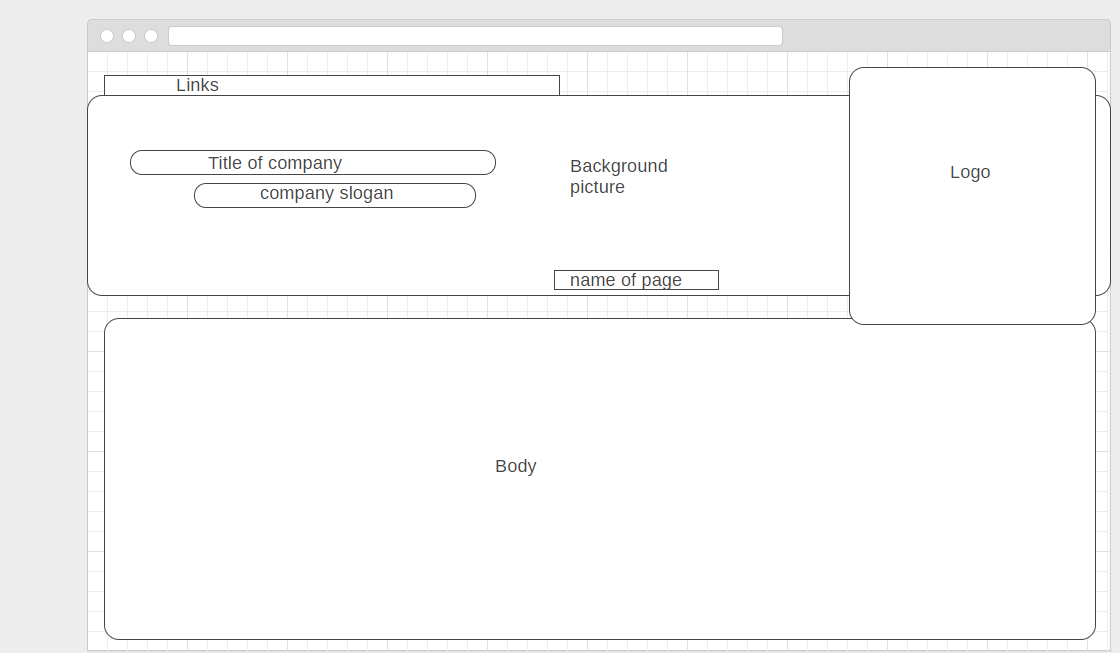 Links
Title of company
company slogan
Background
picture
Logo
name of page
Body